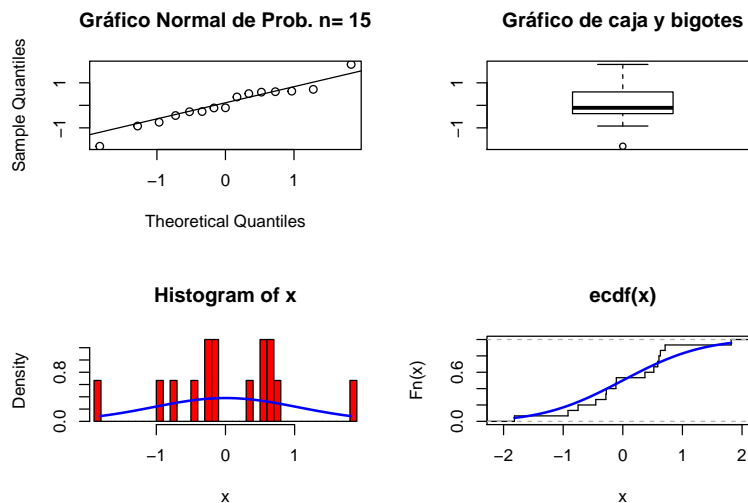 Gráfico Normal de Prob. n= 15
Sample Quantiles
1
-1
-1 0 1
Theoretical Quantiles
Gráfico de caja y bigotes
1
-1
Histogram of x
Density
0.8
0.0
-1 0 1
x
ecdf(x)
Fn(x)
0.6
0.0
-2 -1 0 1 2
x